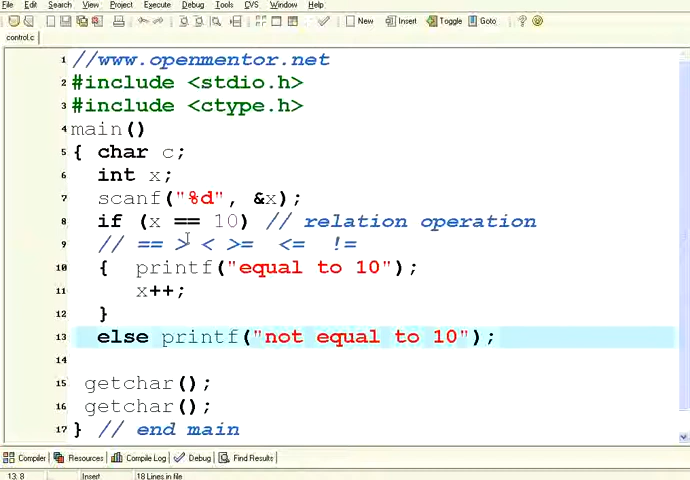 File Edit Search View Project Execute Debug Tools CVS Window Help
New Insert Toggle Goto
control.c
1 //www.openmentor.net
2 #include <stdio.h>
3 #include <ctype.h>
4 main()
5 { char c;
6 int x;
7 scanf("%d", &x);
8 if (x == 10) // relation operation
9 // == > < >= <= !=
10 { printf("equal to 10");
11 x++;
12 }
13 else printf("not equal to 10");
14
15 getchar();
16 getchar();
17 } // end main
Compiler Resources Compile Log Debug Find Results
13: 8 Insert 18 Lines in file